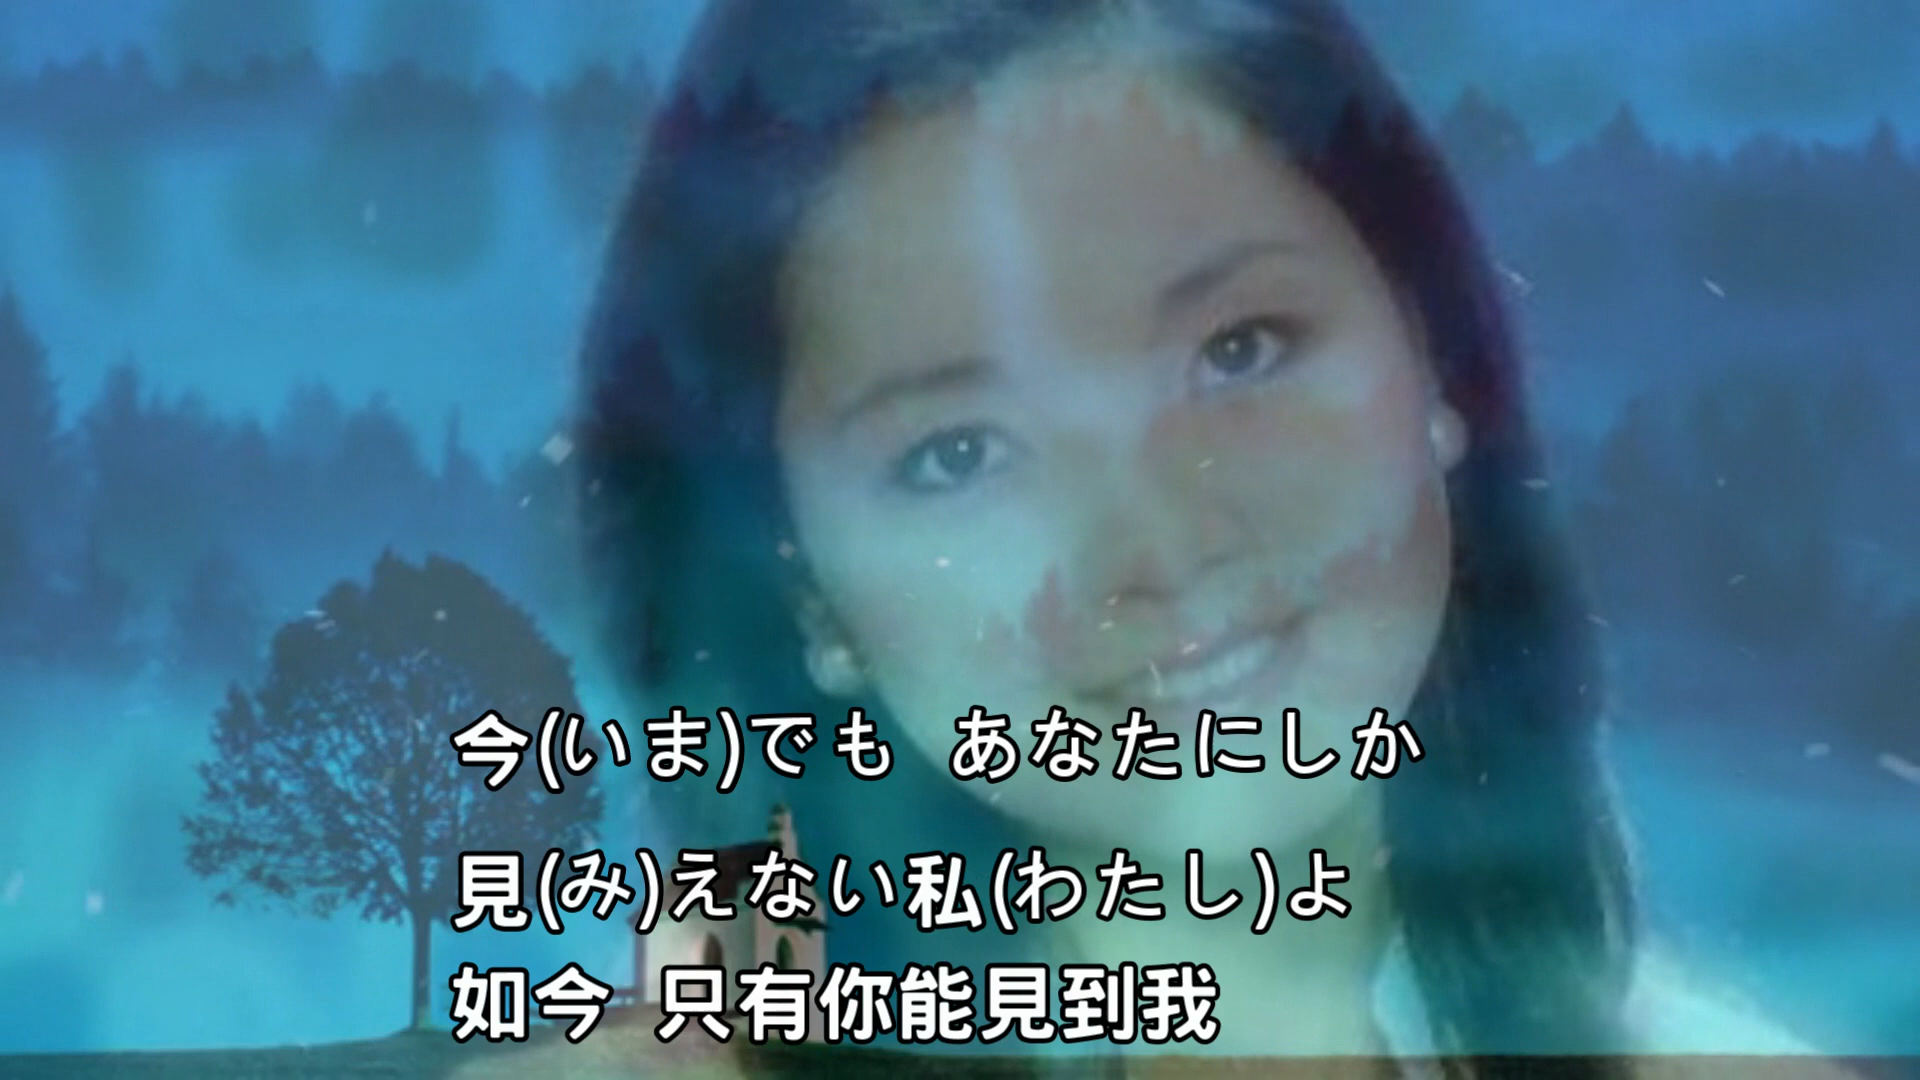 今(いま)でも　あなたにしか
見(み)えない私(わたし)よ
如今　只有你能見到我